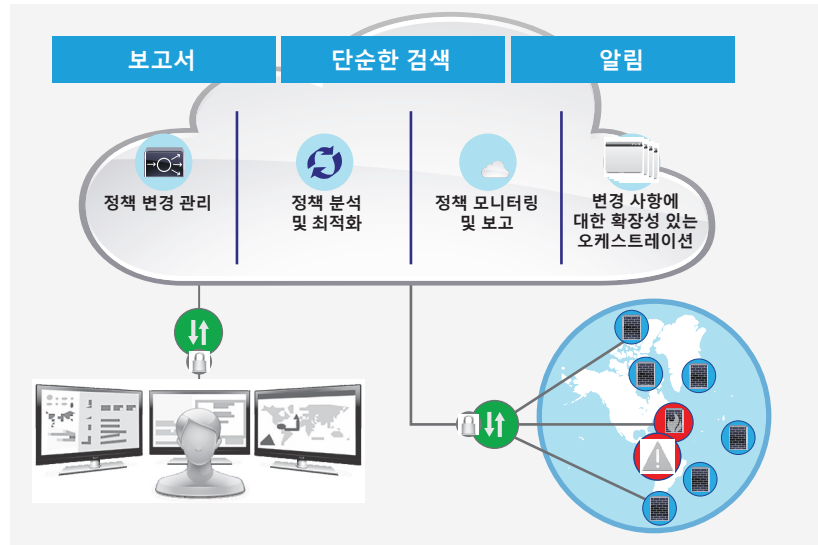 보고서
단순한 검색
알림
정책 변경 관리
정책 분석
및 최적화
정책 모니터링
및 보고
변경 사항에
대한 확장성 있는
오케스트레이션